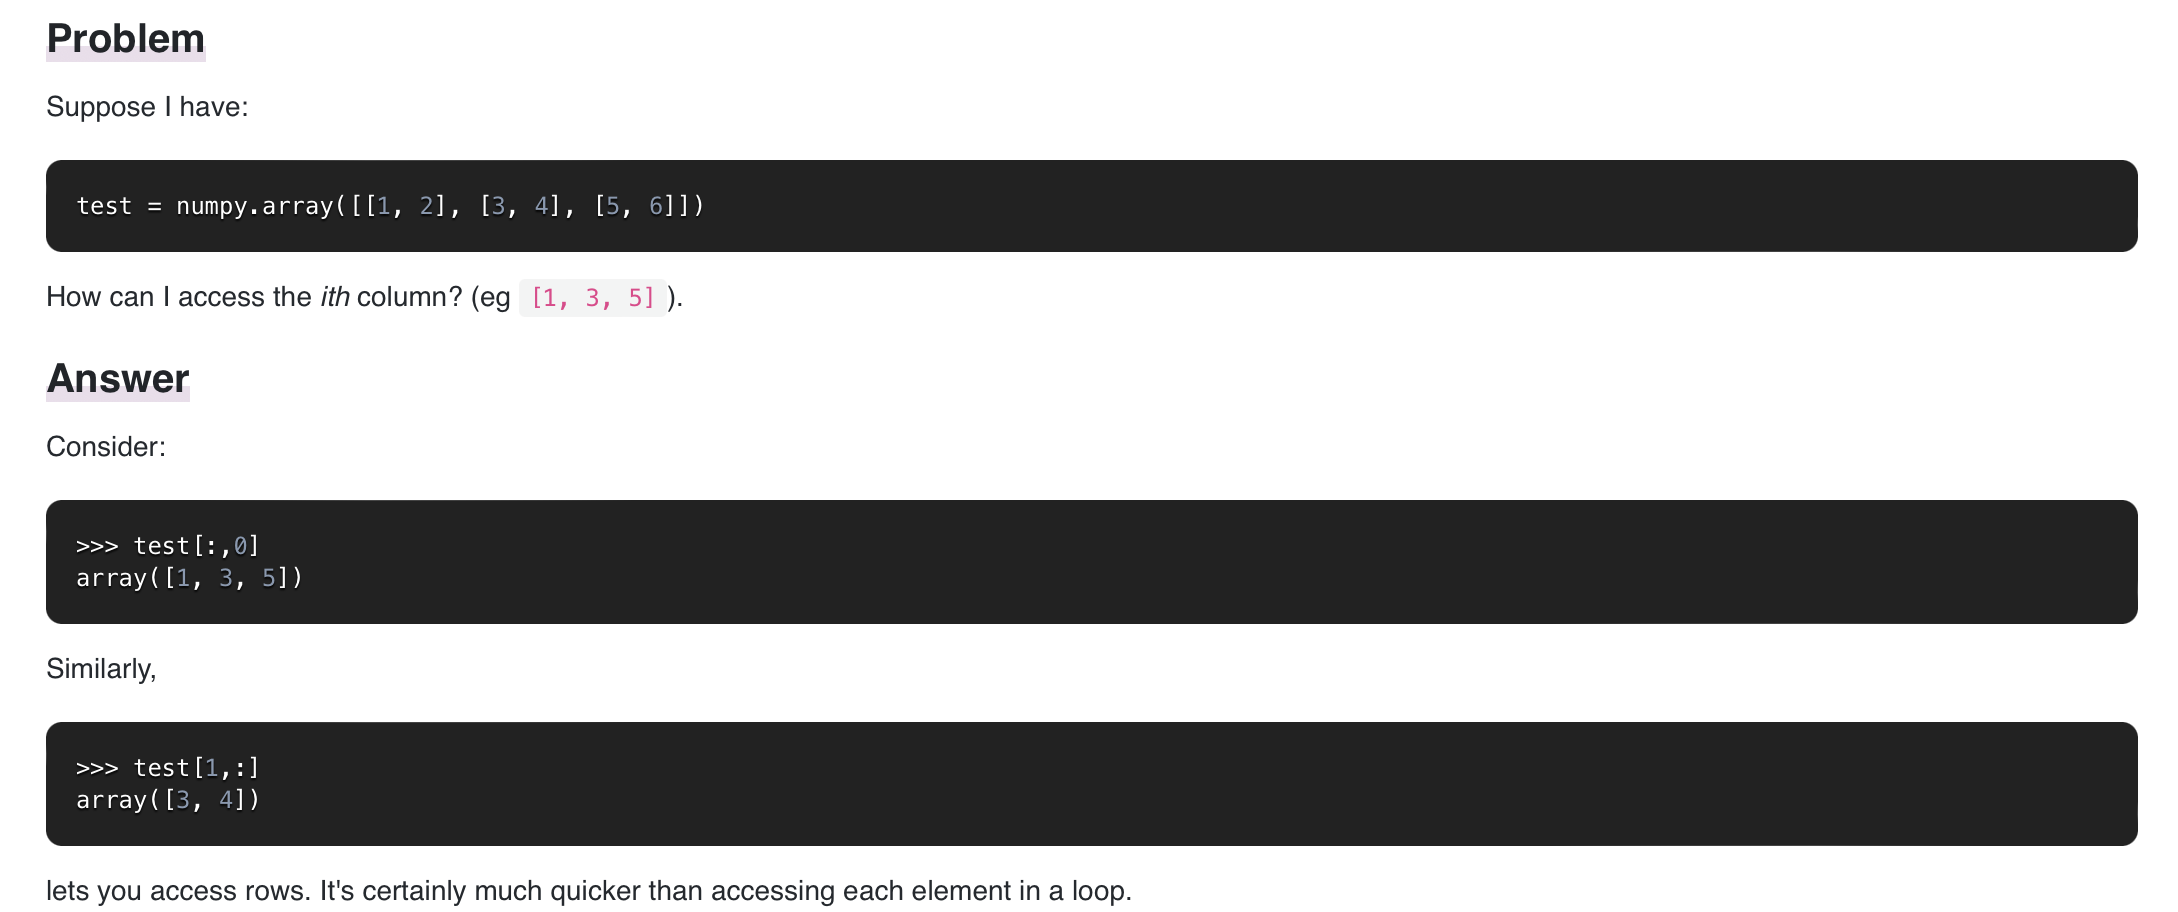 Problem
Suppose I have:
test = numpy.array([[1, 2], [3, 4], [5, 6]])
How can I access the ith column? (eg [1, 3, 5] ).
Answer
Consider:
>>> test[:,0]
array([1, 3, 5])
Similarly,
>>> test[1,:]
array([3, 4])
lets you access rows. It's certainly much quicker than accessing each element in a loop.